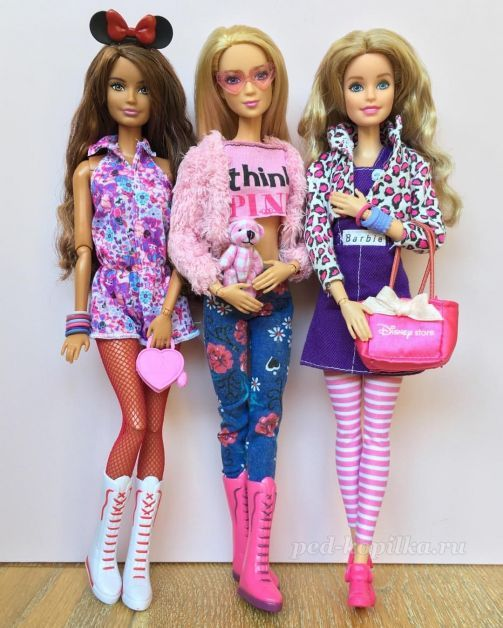 think
PINK
Barbie
Disney store
ped-kopilka.ru